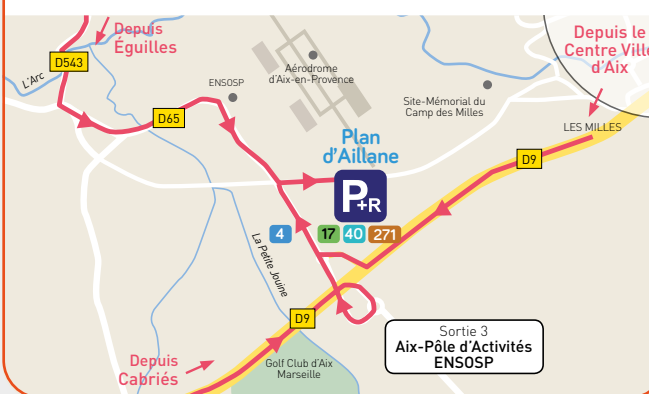 Depuis
Éguilles
D543
L'Arc
D65
ENSOSP
Aérodrome
d'Aix-en-Provence
Site-Mémorial du
Camp des Milles
Depuis le
Centre Ville
d'Aix
LES MILLES
D9
Plan
d'Aillane
P+R
4
17
40
271
La Petite Jouine
D9
Sortie 3
Aix-Pôle d'Activités
ENSOSP
Depuis
Cabriés
Golf Club d'Aix
Marseille